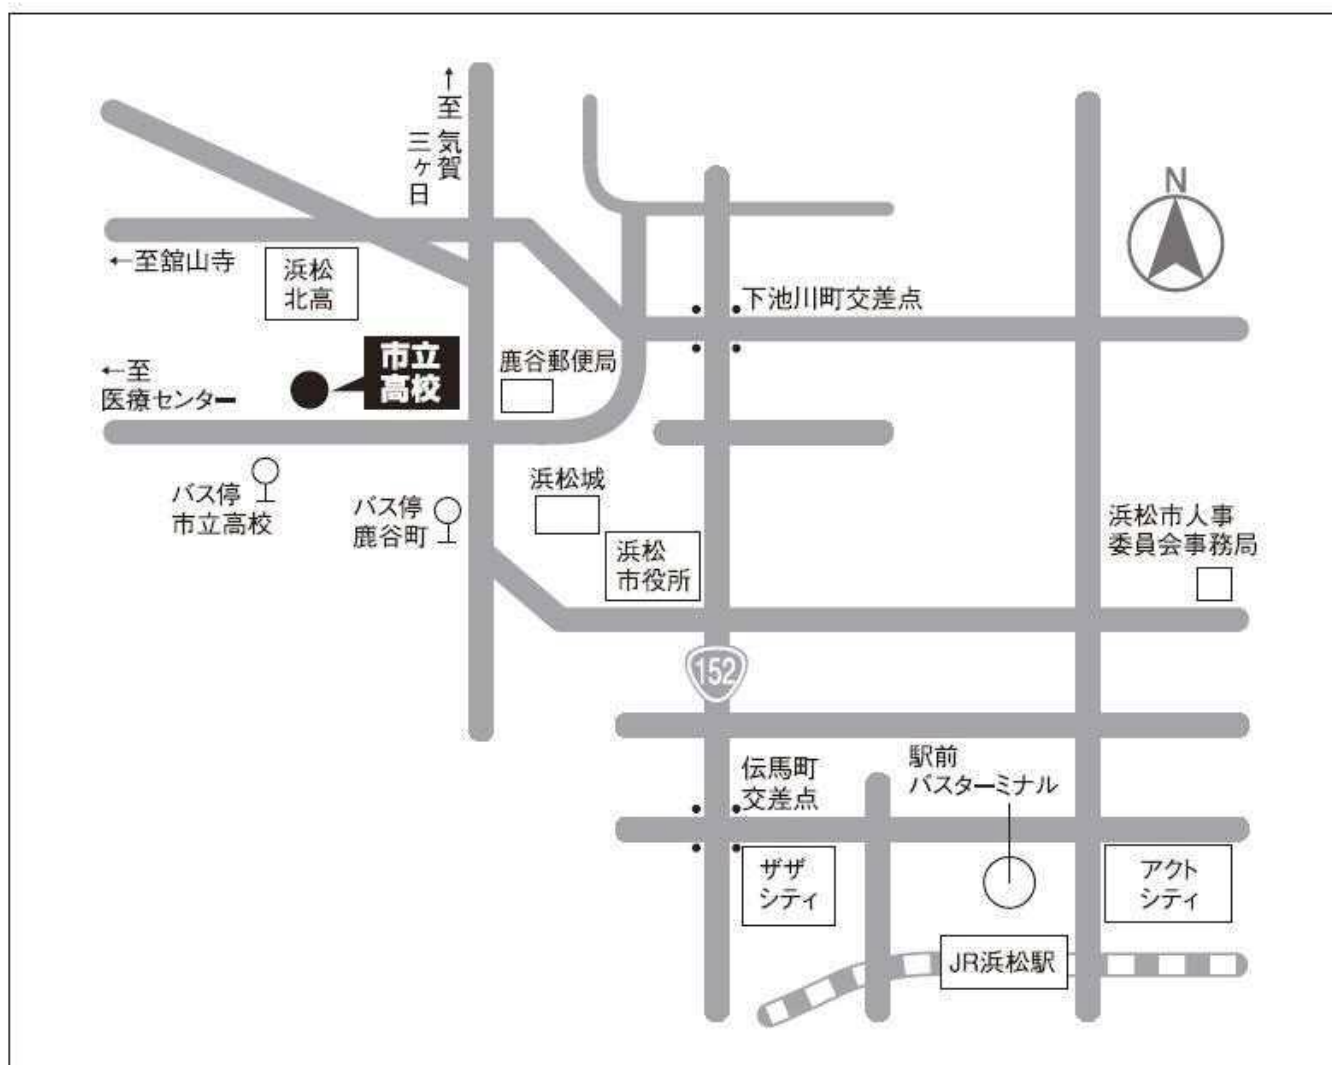 ↑至 気賀
三ヶ日
N
←至舘山寺
浜松
北高
下池川町交差点
市立
高校
鹿谷郵便局
←至
医療センター
バス停
市立高校
バス停
鹿谷町
浜松城
浜松
市役所
浜松市人事
委員会事務局
152
伝馬町
交差点
駅前
バスターミナル
ザザ
シティ
アクト
シティ
JR浜松駅